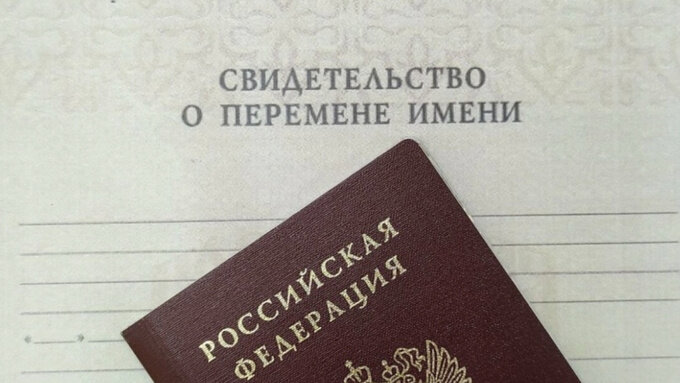 СВИДЕТЕЛЬСТВО
О ПЕРЕМЕНЕ ИМЕНИ
РОССИЙСКАЯ
ФЕДЕРАЦИЯ